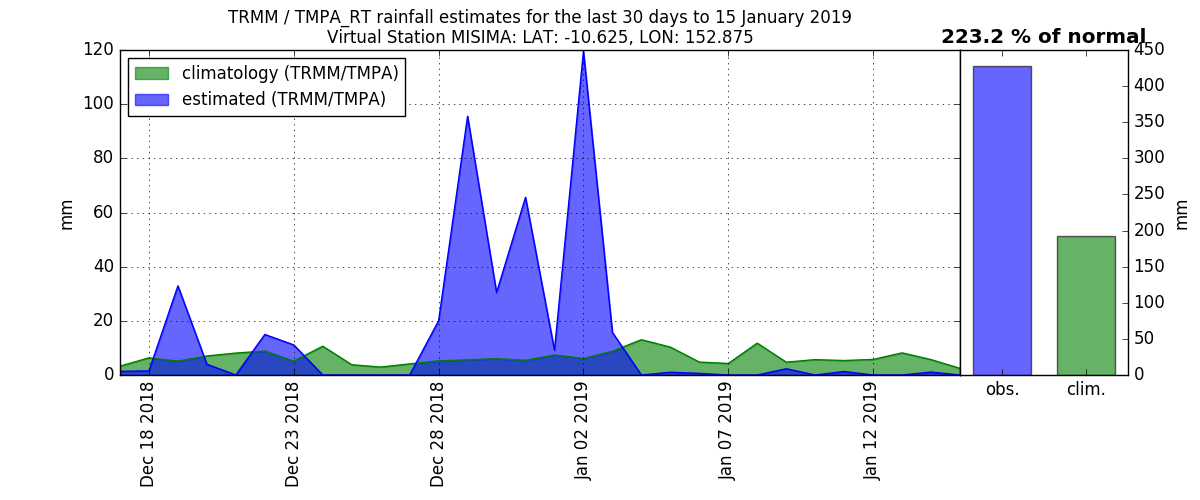 TRMM / TMPA_RT rainfall estimates for the last 30 days to 15 January 2019
Virtual Station MISIMA: LAT: -10.625, LON: 152.875
223.2 % of normal
climatology (TRMM/TMPA)
estimated (TRMM/TMPA)
120
100
80
60
40
20
0
mm
Dec 18 2018
Dec 23 2018
Dec 28 2018
Jan 02 2019
Jan 07 2019
Jan 12 2019
450
400
350
300
250
200
150
100
50
0
mm
obs.
clim.